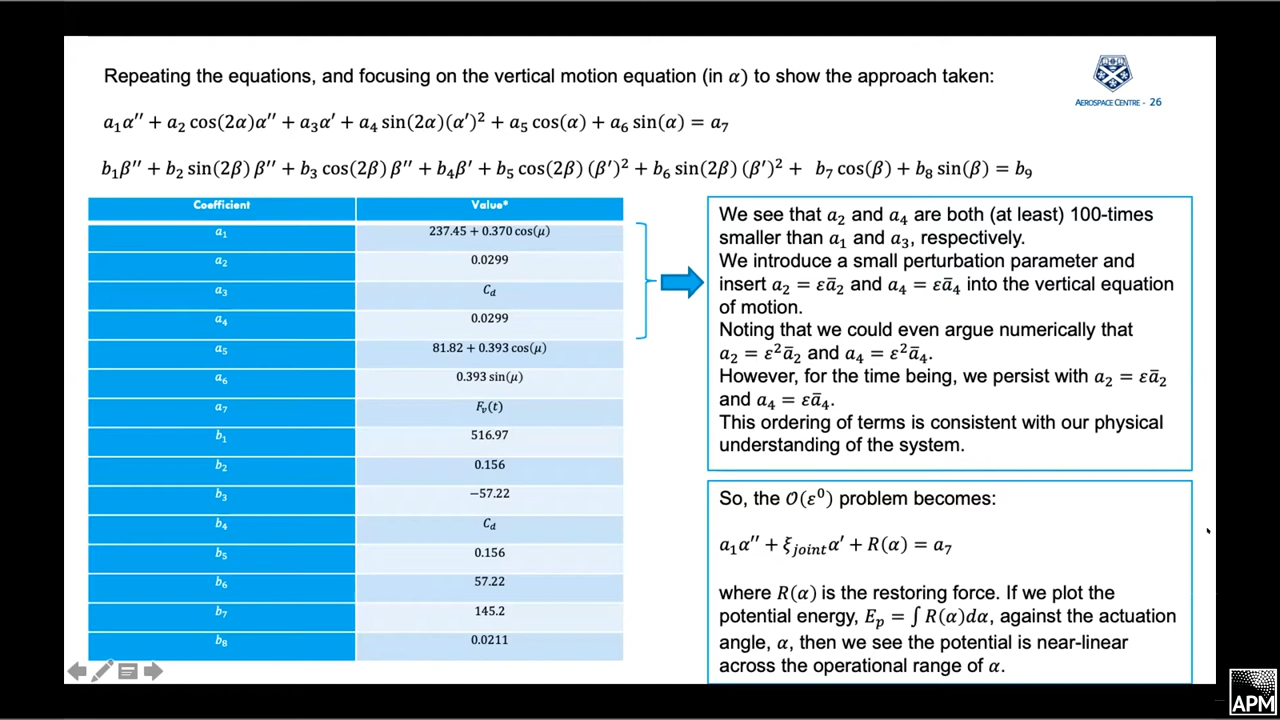 Repeating the equations, and focusing on the vertical motion equation (in α) to show the approach taken:
AEROSPACE CENTRE - 26
a₁α′′ + a₂ cos(2α)α′′ + a₃α′ + a₄ sin(2α)(α′)² + a₅ cos(α) + a₆ sin(α) = a₇
b₁β′′ + b₂ sin(2β) β′′ + b₃ cos(2β) β′′ + b₄β′ + b₅ cos(2β) (β′)² + b₆ sin(2β) (β′)² + b₇ cos(β) + b₈ sin(β) = b₉
Coefficient Value*
a₁ 237.45 + 0.370 cos(μ)
a₂ 0.0299
a₃ C_d
a₄ 0.0299
a₅ 81.82 + 0.393 cos(μ)
a₆ 0.393 sin(μ)
a₇ F_v(t)
b₁ 516.97
b₂ 0.156
b₃ −57.22
b₄ C_d
b₅ 0.156
b₆ 57.22
b₇ 145.2
b₈ 0.0211
We see that a₂ and a₄ are both (at least) 100-times
smaller than a₁ and a₃, respectively.
We introduce a small perturbation parameter and
insert a₂ = εā₂ and a₄ = εā₄ into the vertical equation
of motion.
Noting that we could even argue numerically that
a₂ = ε²ā₂ and a₄ = ε²ā₄.
However, for the time being, we persist with a₂ = εā₂
and a₄ = εā₄.
This ordering of terms is consistent with our physical
understanding of the system.
So, the 𝒪(ε⁰) problem becomes:
a₁α′′ + ξ_joint α′ + R(α) = a₇
where R(α) is the restoring force. If we plot the
potential energy, E_p = ∫ R(α)dα, against the actuation
angle, α, then we see the potential is near-linear
across the operational range of α.
APM